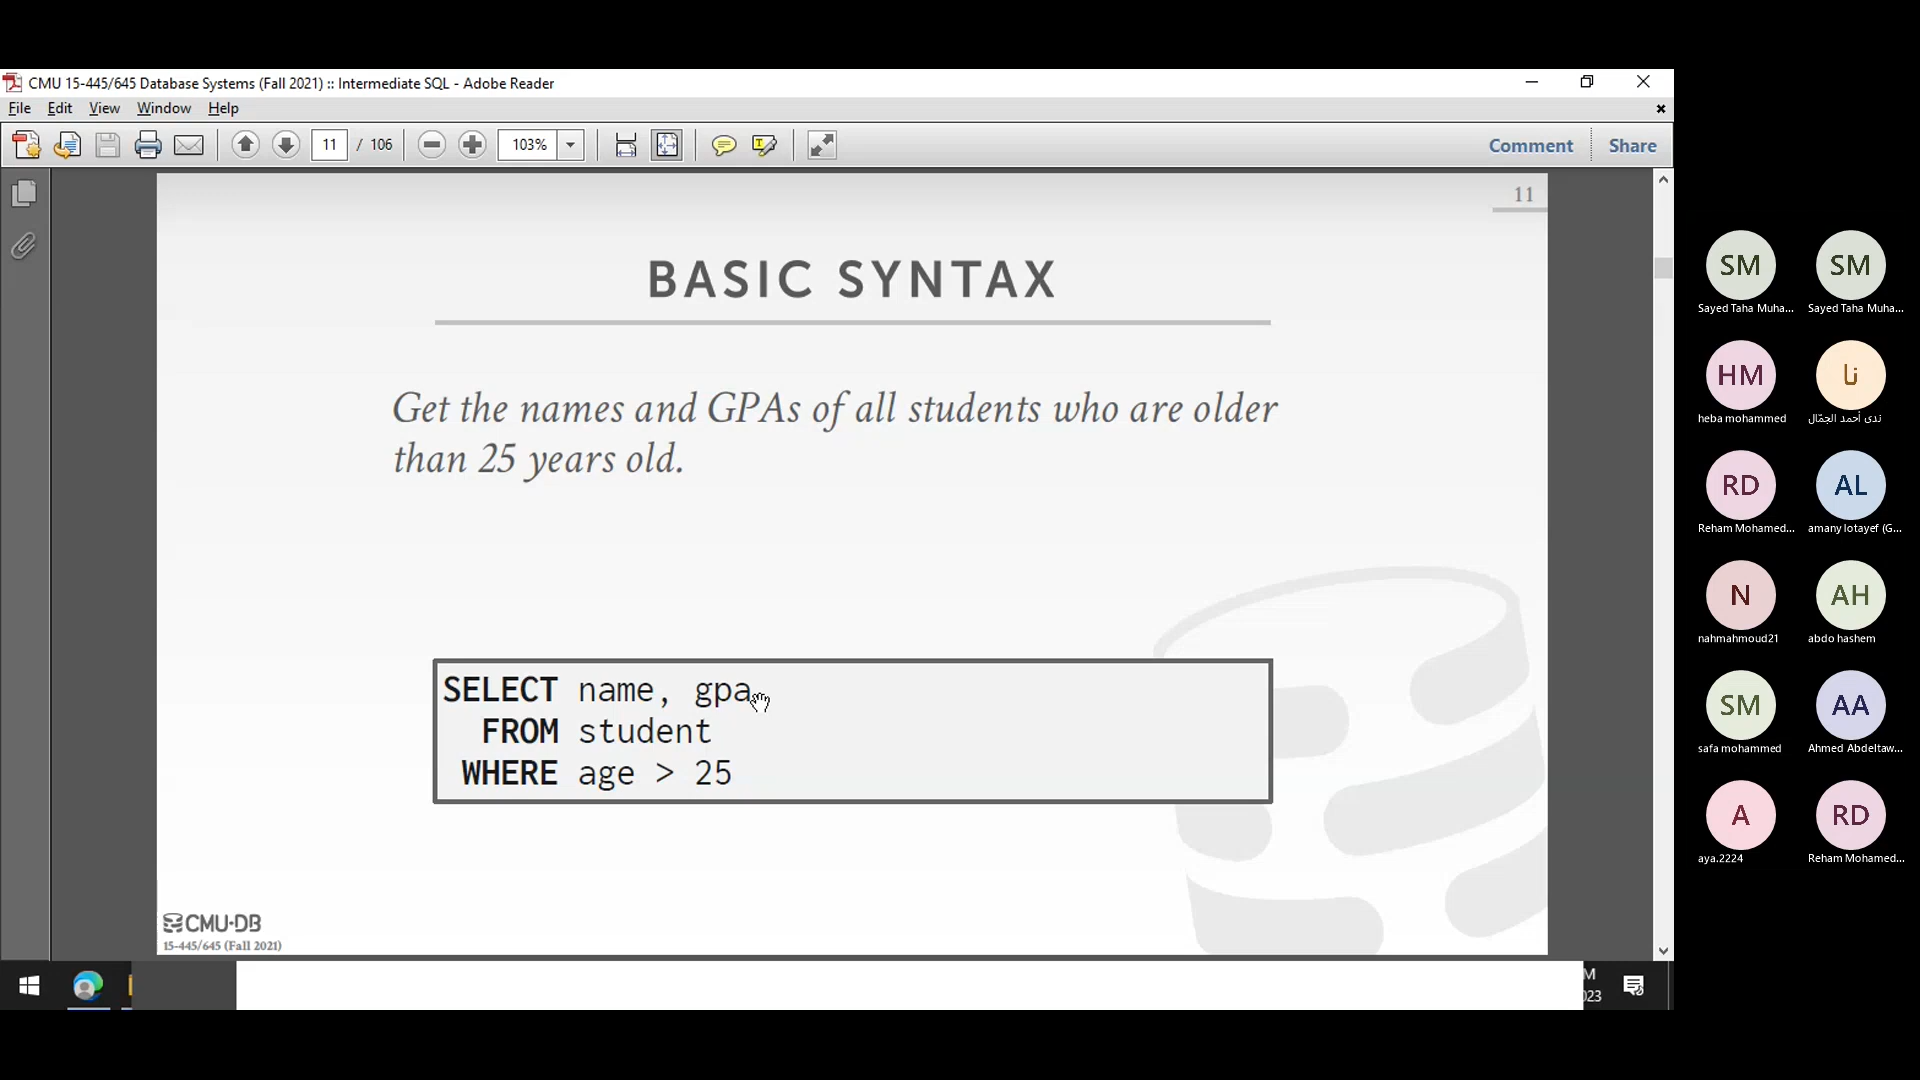 CMU 15-445/645 Database Systems (Fall 2021) :: Intermediate SQL - Adobe Reader
File Edit View Window Help
11 / 106 103% Comment Share
11
BASIC SYNTAX
Get the names and GPAs of all students who are older
than 25 years old.
SELECT name, gpa
FROM student
WHERE age > 25
CMU·DB
15-445/645 (Fall 2021)
M
023
SM SM
Sayed Taha Muha... Sayed Taha Muha...
HM نا
heba mohammed ندى أحمد الجمّال
RD AL
Reham Mohamed... amany lotayef (G...
N AH
nahmahmoud21 abdo hashem
SM AA
safa mohammed Ahmed Abdeltaw...
A RD
aya.2224 Reham Mohamed...